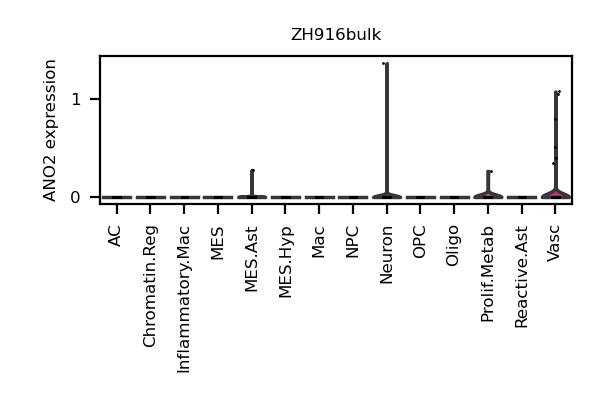 ZH916bulk
ANO2 expression
1
0
AC
Chromatin.Reg
Inflammatory.Mac
MES
MES.Ast
MES.Hyp
Mac
NPC
Neuron
OPC
Oligo
Prolif.Metab
Reactive.Ast
Vasc